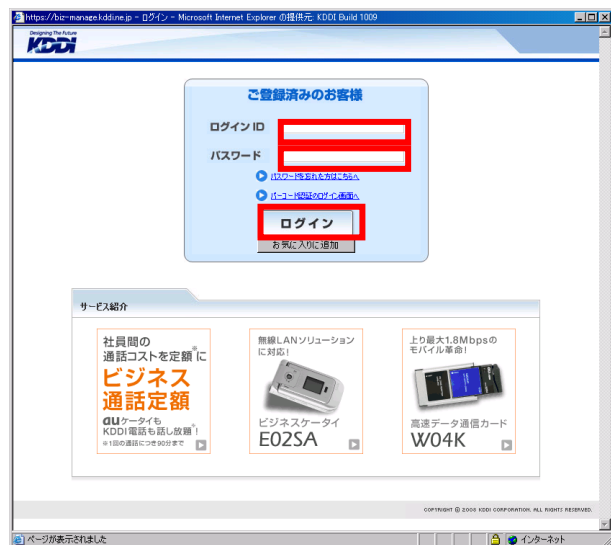 https://biz-manage.kddi.ne.jp - ログイン - Microsoft Internet Explorer の提供元: KDDI Build 1009
Designing The Future
KDDI
ご登録済みのお客様
ログイン ID
パスワード
パスワードを忘れた方はこちらへ
バーコード認証のログイン画面へ
ログイン
お気に入りに追加
サービス紹介
社員間の
通話コストを定額※に
ビジネス
通話定額
auケータイも
KDDI電話も話し放題※!
※1回の通話につき90分まで
無線LANソリューション
に対応!
ビジネスケータイ
E02SA
上り最大1.8Mbpsの
モバイル革命!
高速データ通信カード
W04K
COPYRIGHT © 2006 KDDI CORPORATION. ALL RIGHTS RESERVED.
ページが表示されました
インターネット